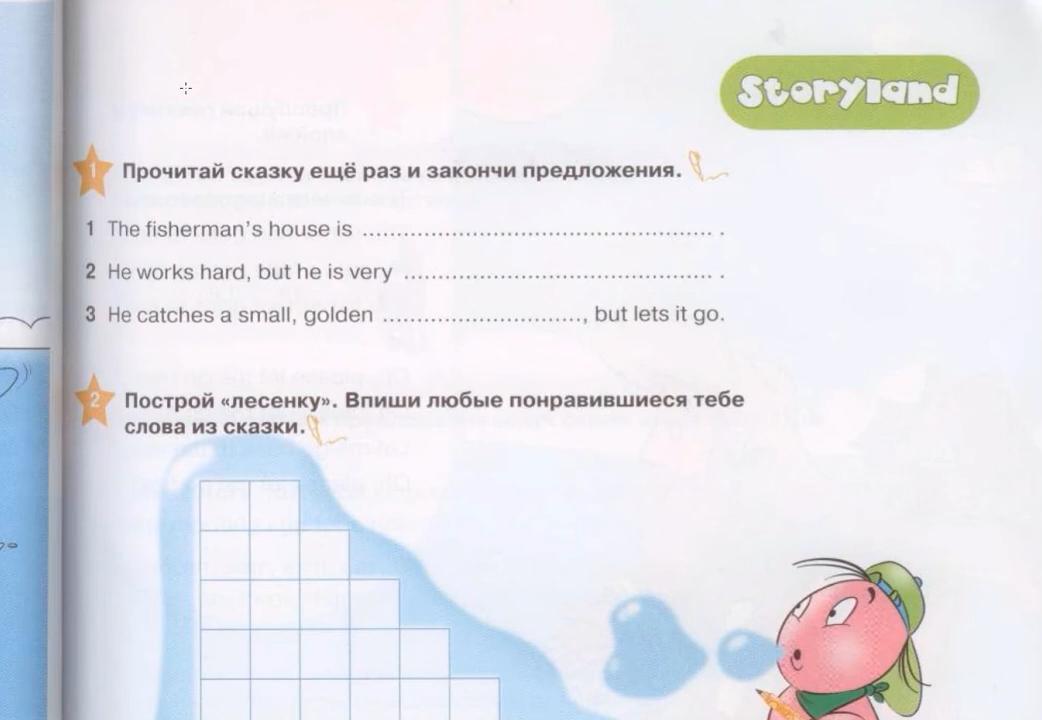 Storyland
1 Прочитай сказку ещё раз и закончи предложения.
1 The fisherman's house is ................................................... .
2 He works hard, but he is very ............................................. .
3 He catches a small, golden ............................., but lets it go.
2 Построй «лесенку». Впиши любые понравившиеся тебе
слова из сказки.